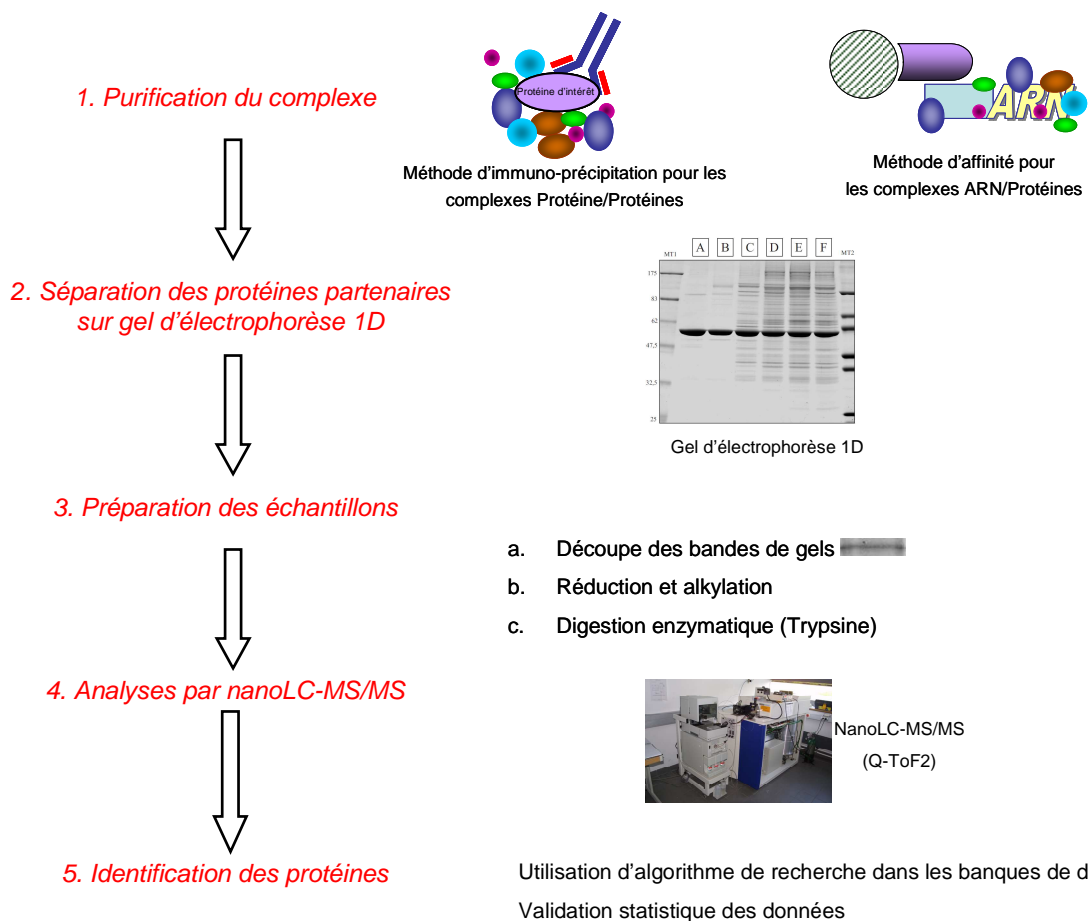 1. Purification du complexe
Protéine d'intérêt
ARN
Méthode d'immuno-précipitation pour les
complexes Protéine/Protéines
Méthode d'affinité pour
les complexes ARN/Protéines
2. Séparation des protéines partenaires
sur gel d'électrophorèse 1D
MT1 A B C D E F MT2
175
83
62
47,5
32,5
25
Gel d'électrophorèse 1D
3. Préparation des échantillons
a. Découpe des bandes de gels
b. Réduction et alkylation
c. Digestion enzymatique (Trypsine)
4. Analyses par nanoLC-MS/MS
NanoLC-MS/MS
(Q-ToF2)
5. Identification des protéines
Utilisation d'algorithme de recherche dans les banques de d
Validation statistique des données